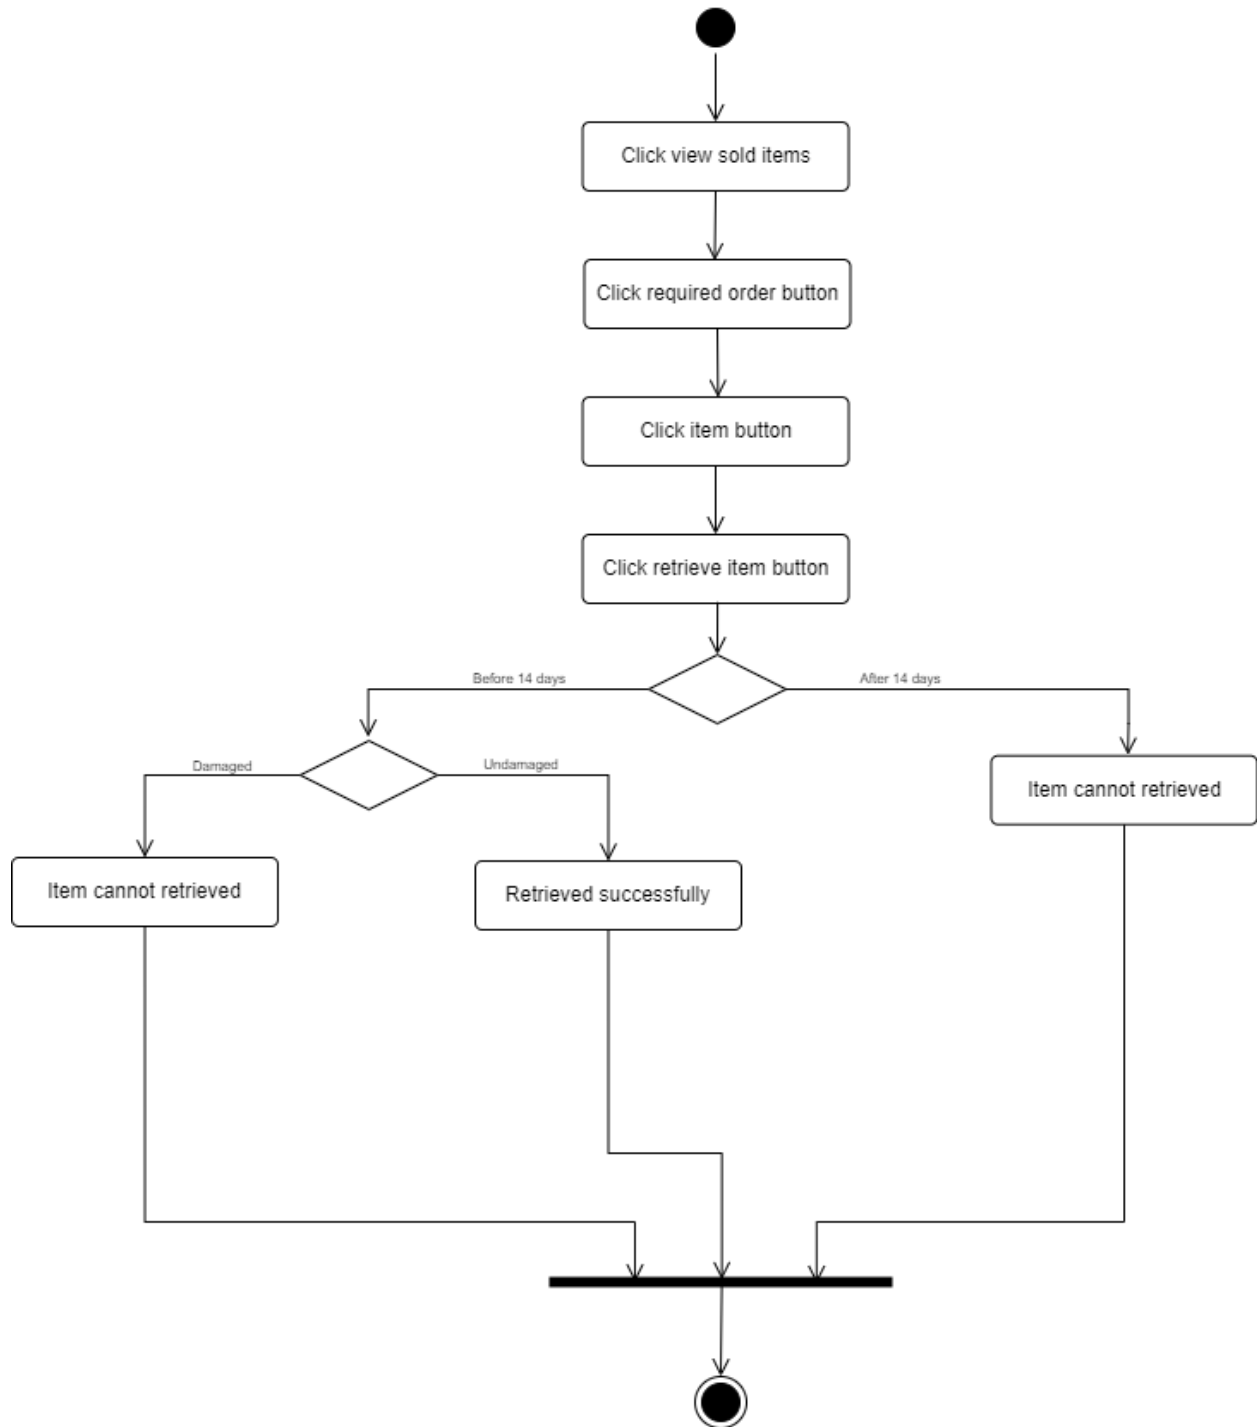 Click view sold items
Click required order button
Click item button
Click retrieve item button
Before 14 days
After 14 days
Damaged
Undamaged
Item cannot retrieved
Item cannot retrieved
Retrieved successfully